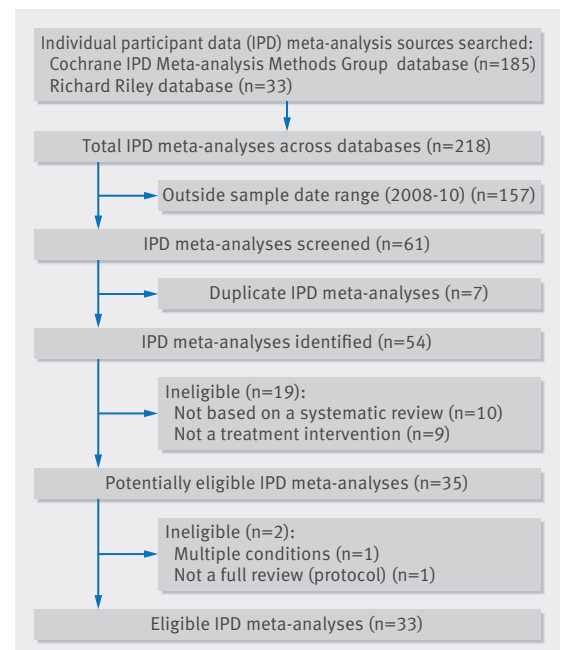 Individual participant data (IPD) meta-analysis sources searched:
Cochrane IPD Meta-analysis Methods Group database (n=185)
Richard Riley database (n=33)
Total IPD meta-analyses across databases (n=218)
Outside sample date range (2008-10) (n=157)
IPD meta-analyses screened (n=61)
Duplicate IPD meta-analyses (n=7)
IPD meta-analyses identified (n=54)
Ineligible (n=19):
Not based on a systematic review (n=10)
Not a treatment intervention (n=9)
Potentially eligible IPD meta-analyses (n=35)
Ineligible (n=2):
Multiple conditions (n=1)
Not a full review (protocol) (n=1)
Eligible IPD meta-analyses (n=33)